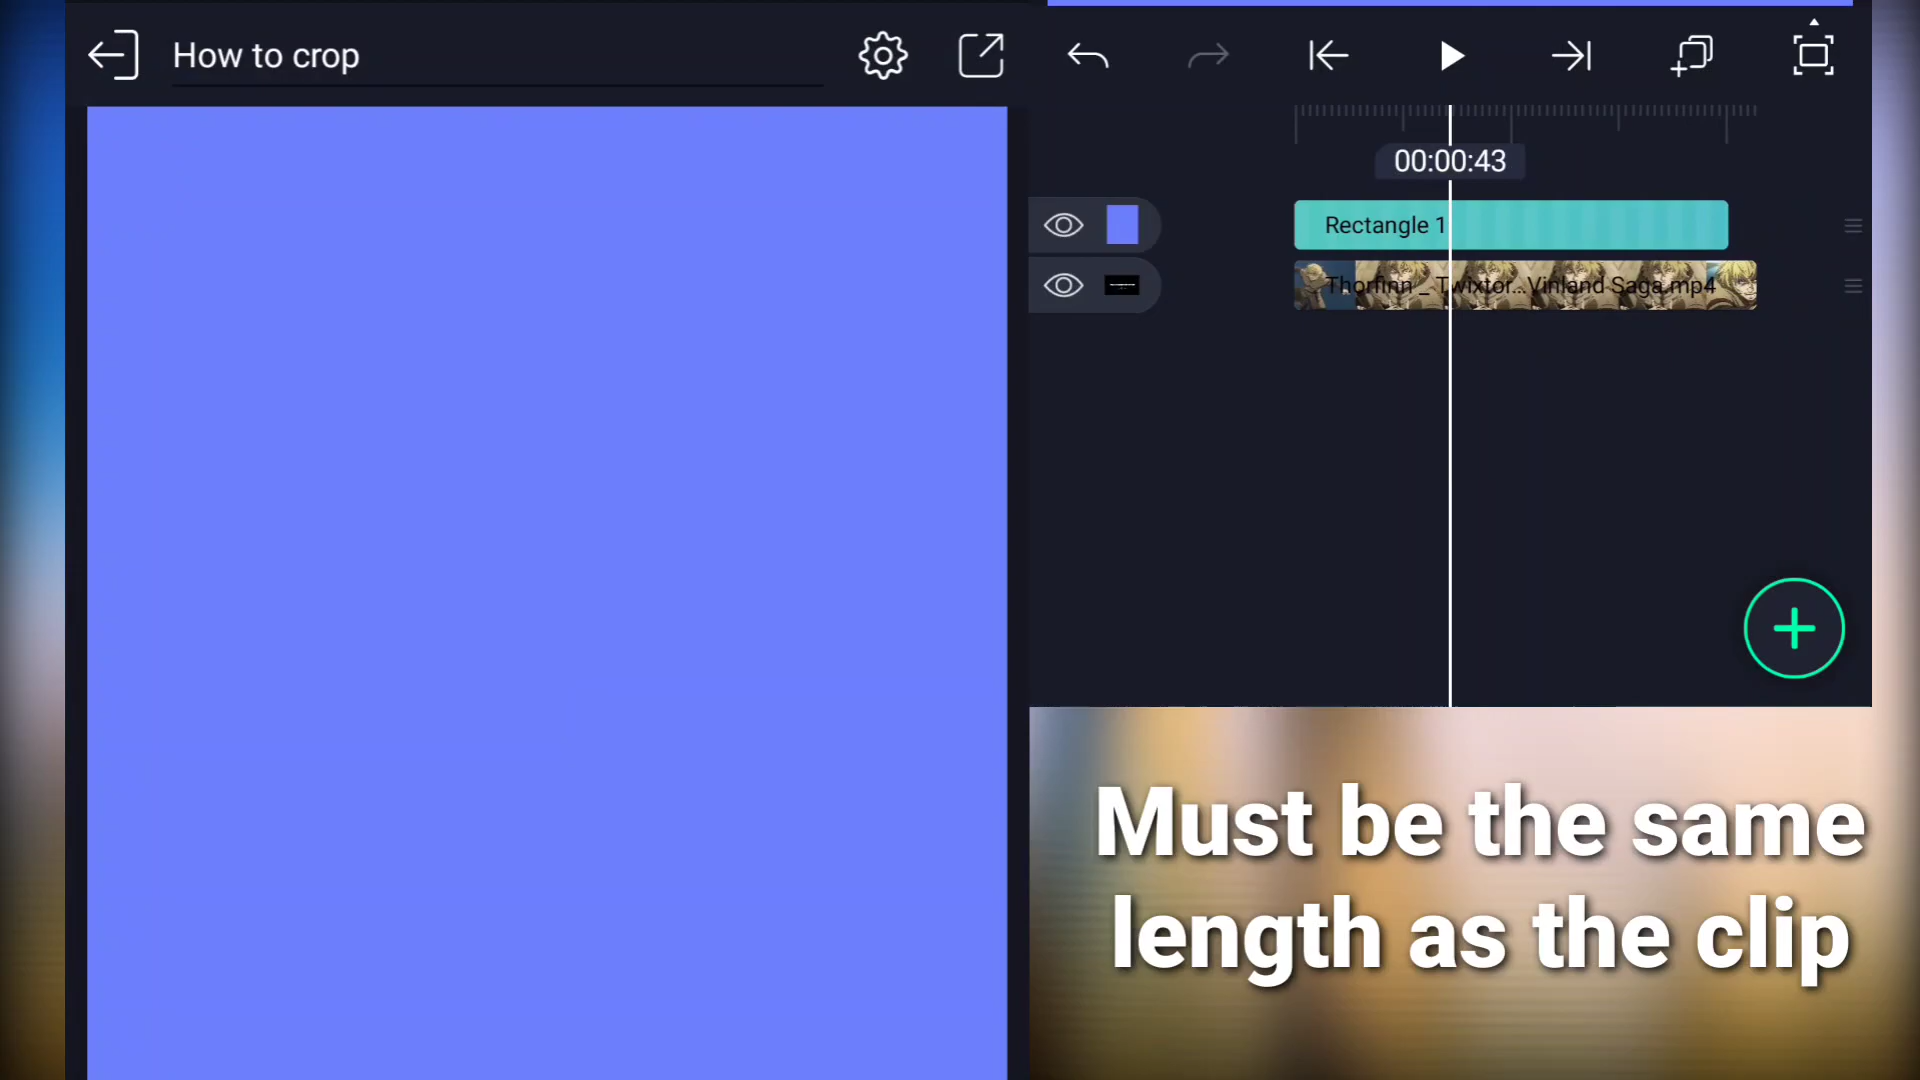 How to crop
00:00:43
Rectangle 1
Thorfinn _ Twixtor...Vinland Saga.mp4
Must be the same
length as the clip